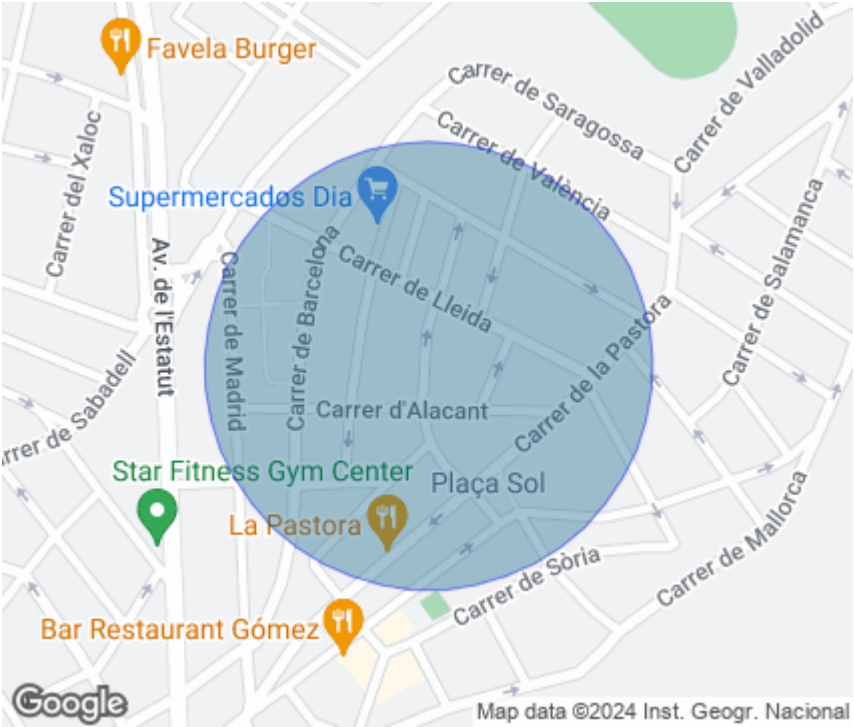 Favela Burger
Carrer de Valladolid
Carrer de Saragossa
Carrer del Xaloc
Carrer de València
Supermercados Dia
Carrer de Salamanca
Av. de l'Estatut
Carrer de Barcelona
Carrer de Madrid
Carrer de Lleida
Carrer de la Pastora
rrer de Sabadell
Carrer d'Alacant
Star Fitness Gym Center
Plaça Sol
La Pastora
Carrer de Mallorca
Carrer de Sòria
Bar Restaurant Gómez
Google
Map data ©2024 Inst. Geogr. Nacional